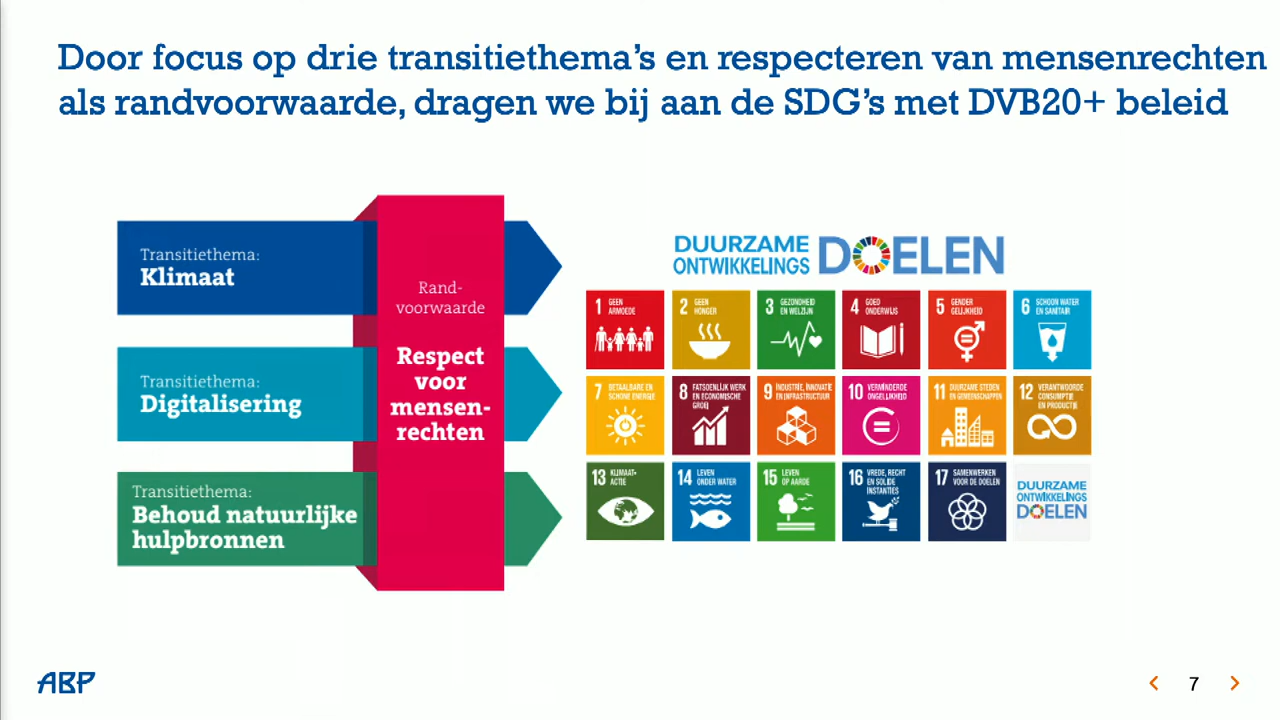 Door focus op drie transitiethema's en respecteren van mensenrechten
als randvoorwaarde, dragen we bij aan de SDG's met DVB20+ beleid
Transitiethema:
Klimaat
Transitiethema:
Digitalisering
Transitiethema:
Behoud natuurlijke
hulpbronnen
Rand-
voorwaarde
Respect
voor
mensen-
rechten
DUURZAME
ONTWIKKELINGS
DOELEN
1 GEEN
ARMOEDE
2 GEEN
HONGER
3 GEZONDHEID
EN WELZIJN
4 GOED
ONDERWIJS
5 GENDER
GELIJKHEID
6 SCHOON WATER
EN SANITAIR
7 BETAALBARE EN
SCHONE ENERGIE
8 FATSOENLIJK WERK
EN ECONOMISCHE
GROEI
9 INDUSTRIE, INNOVATIE
EN INFRASTRUCTUUR
10 VERMINDERDE
ONGELIJKHEID
11 DUURZAME STEDEN
EN GEMEENSCHAPPEN
12 VERANTWOORDE
CONSUMPTIE
EN PRODUCTIE
13 KLIMAAT-
ACTIE
14 LEVEN
ONDER WATER
15 LEVEN
OP AARDE
16 VREDE, RECHT
EN SOLIDE
INSTANTIES
17 SAMENWERKEN
VOOR DE DOELEN
DUURZAME
ONTWIKKELINGS
DOELEN
ABP
7